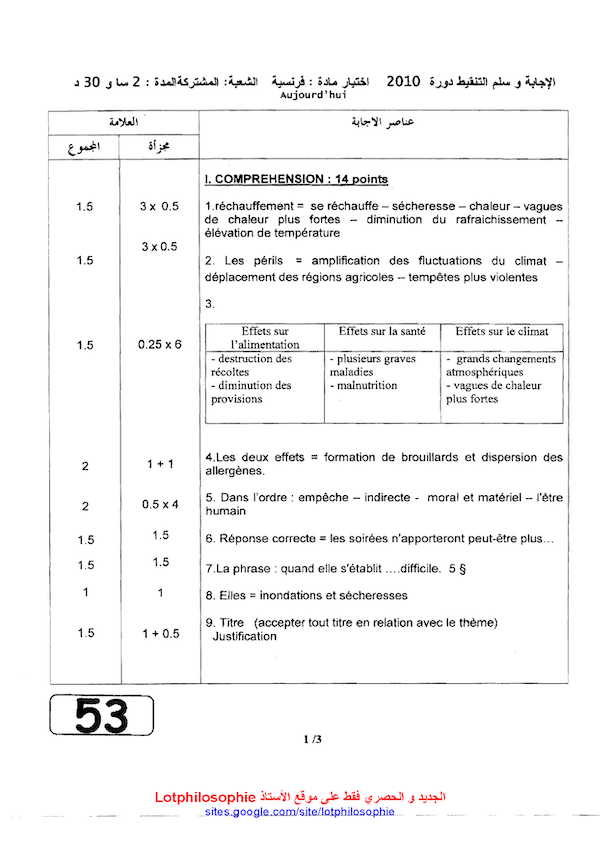 الإجابة و سلم التنقيط دورة 2010 اختبار مادة : فرنسية الشعبة: المشتركةالمدة : 2 سا و 30 د
Aujourd'hui
عناصر الاجابة
العلامة
مجزأة
المجموع
I. COMPREHENSION : 14 points
1.réchauffement = se réchauffe – sécheresse – chaleur – vagues
de chaleur plus fortes – diminution du rafraichissement –
élévation de température
3 x 0.5
1.5
2. Les périls = amplification des fluctuations du climat –
déplacement des régions agricoles – tempêtes plus violentes
3 x 0.5
1.5
3.
Effets sur
l'alimentation
Effets sur la santé
Effets sur le climat
- destruction des
récoltes
- diminution des
provisions
- plusieurs graves
maladies
- malnutrition
- grands changements
atmosphériques
- vagues de chaleur
plus fortes
0.25 x 6
1.5
4.Les deux effets = formation de brouillards et dispersion des
allergènes.
1 + 1
2
5. Dans l'ordre : empêche – indirecte - moral et matériel – l'être
humain
0.5 x 4
2
6. Réponse correcte = les soirées n'apporteront peut-être plus…
1.5
1.5
7.La phrase : quand elle s'établit ….difficile. 5 §
1.5
1.5
8. Elles = inondations et sécheresses
1
1
9. Titre (accepter tout titre en relation avec le thème)
Justification
1 + 0.5
1.5
53
1 /3
الجديد و الحصري فقط على موقع الأستاذ Lotphilosophie
sites.google.com/site/lotphilosophie